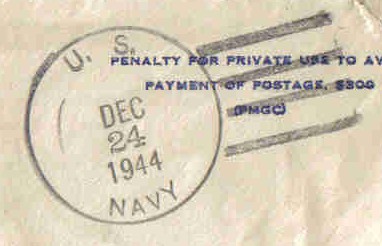 U. S.
DEC
24
1944
NAVY
PENALTY FOR PRIVATE USE TO AV
PAYMENT OF POSTAGE, $300
(PMGC)